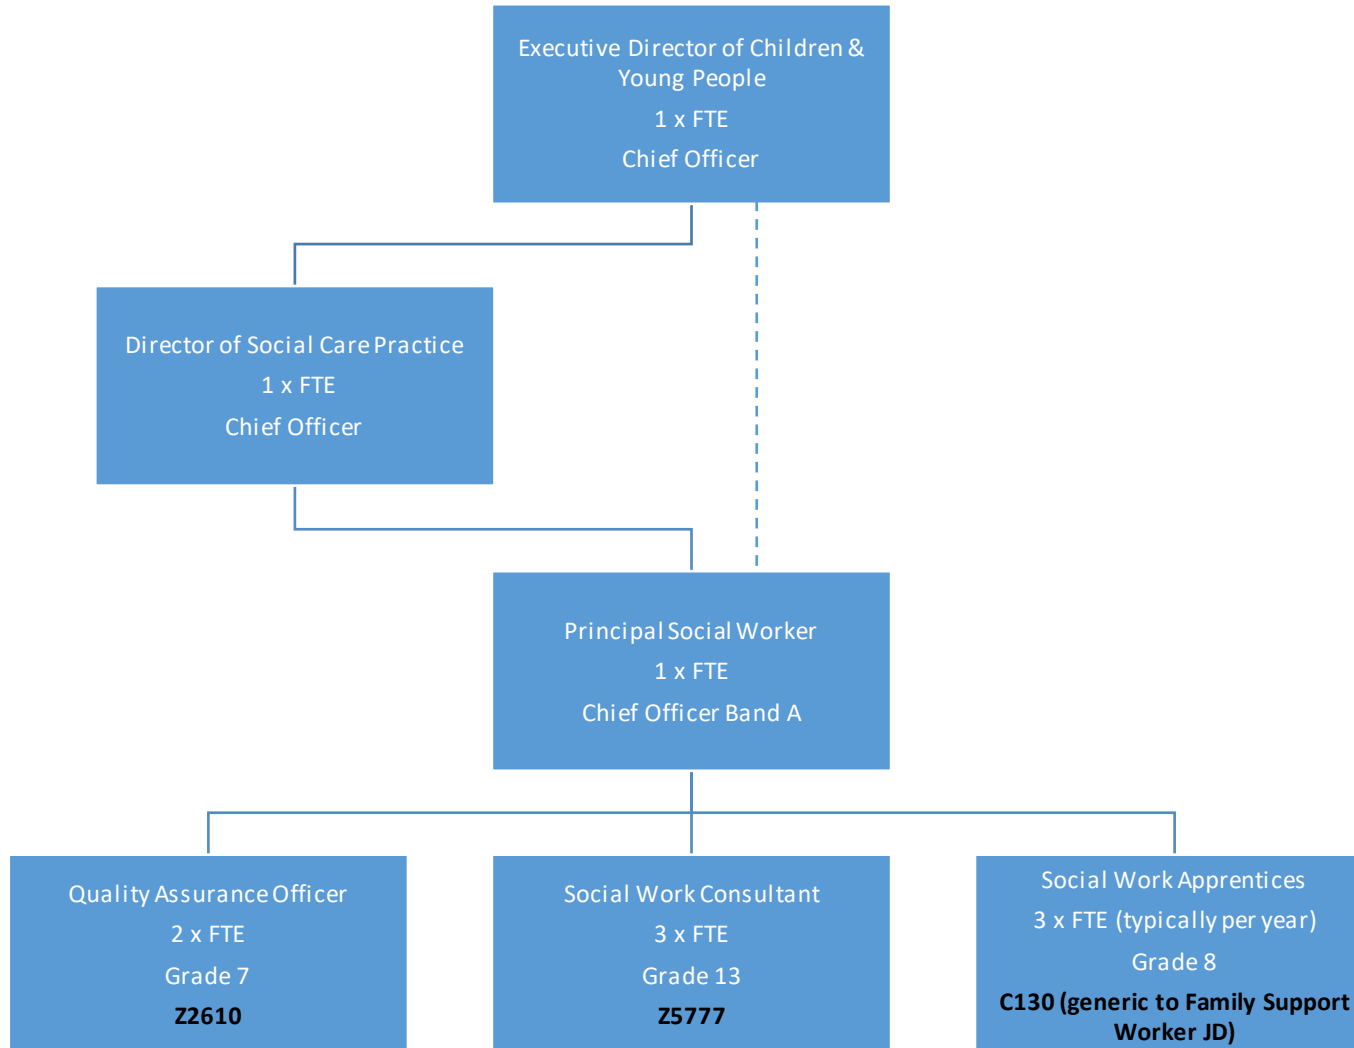 Executive Director of Children &
Young People
1 x FTE
Chief Officer
Director of Social Care Practice
1 x FTE
Chief Officer
Principal Social Worker
1 x FTE
Chief Officer Band A
Quality Assurance Officer
2 x FTE
Grade 7
Z2610
Social Work Consultant
3 x FTE
Grade 13
Z5777
Social Work Apprentices
3 x FTE (typically per year)
Grade 8
C130 (generic to Family Support
Worker JD)